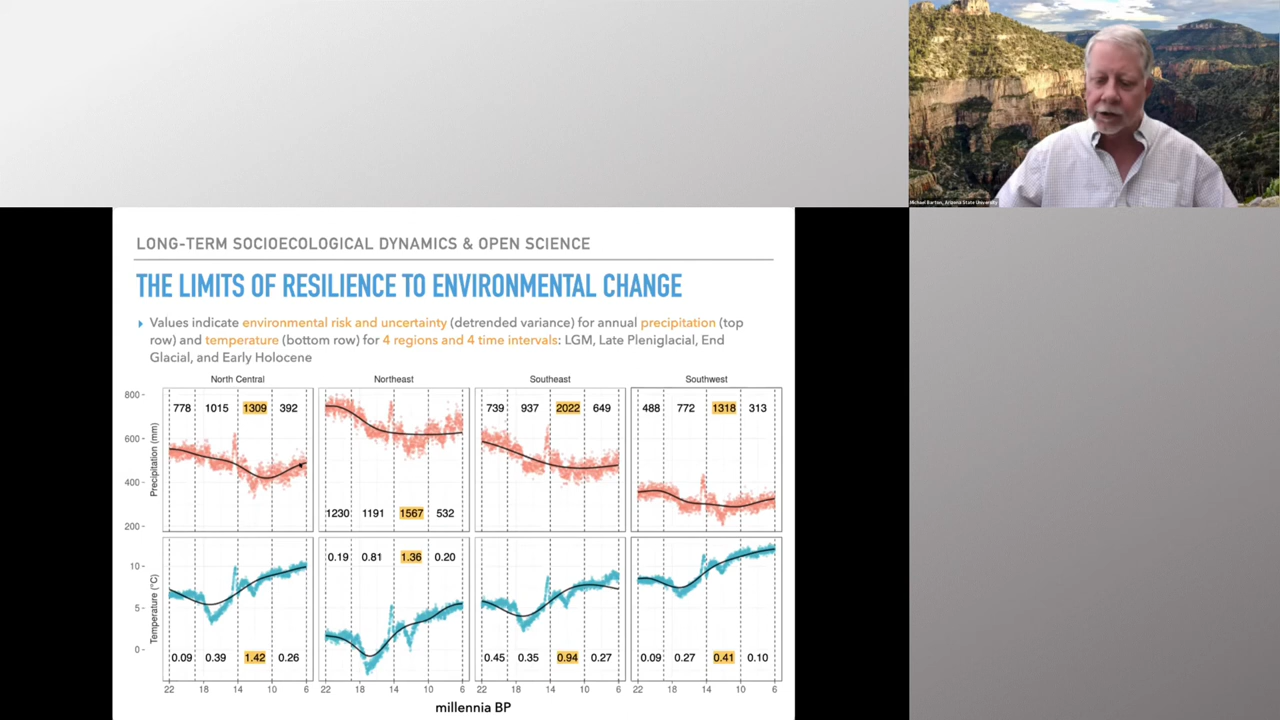 Michael Barton, Arizona State University
LONG-TERM SOCIOECOLOGICAL DYNAMICS & OPEN SCIENCE
THE LIMITS OF RESILIENCE TO ENVIRONMENTAL CHANGE
Values indicate environmental risk and uncertainty (detrended variance) for annual precipitation (top
row) and temperature (bottom row) for 4 regions and 4 time intervals: LGM, Late Pleniglacial, End
Glacial, and Early Holocene
North Central Northeast Southeast Southwest
Precipitation (mm)
800
600
400
200
778 1015 1309 392
1230 1191 1567 532
739 937 2022 649
488 772 1318 313
Temperature (°C)
10
5
0
0.09 0.39 1.42 0.26
0.19 0.81 1.36 0.20
0.45 0.35 0.94 0.27
0.09 0.27 0.41 0.10
22 18 14 10 6 22 18 14 10 6 22 18 14 10 6 22 18 14 10 6
millennia BP